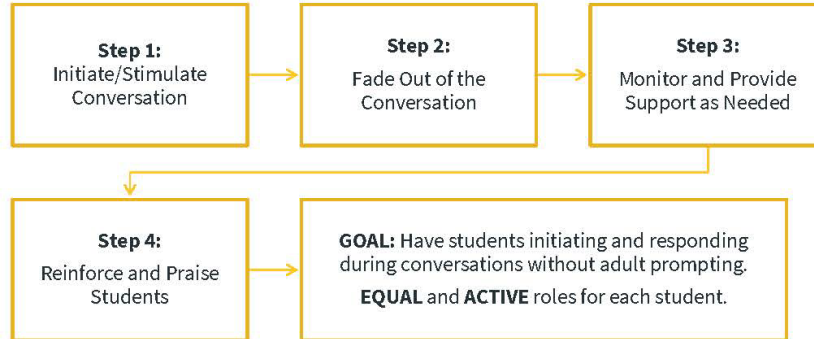 Step 1:
Initiate/Stimulate
Conversation
Step 2:
Fade Out of the
Conversation
Step 3:
Monitor and Provide
Support as Needed
Step 4:
Reinforce and Praise
Students
GOAL: Have students initiating and responding
during conversations without adult prompting.
EQUAL and ACTIVE roles for each student.